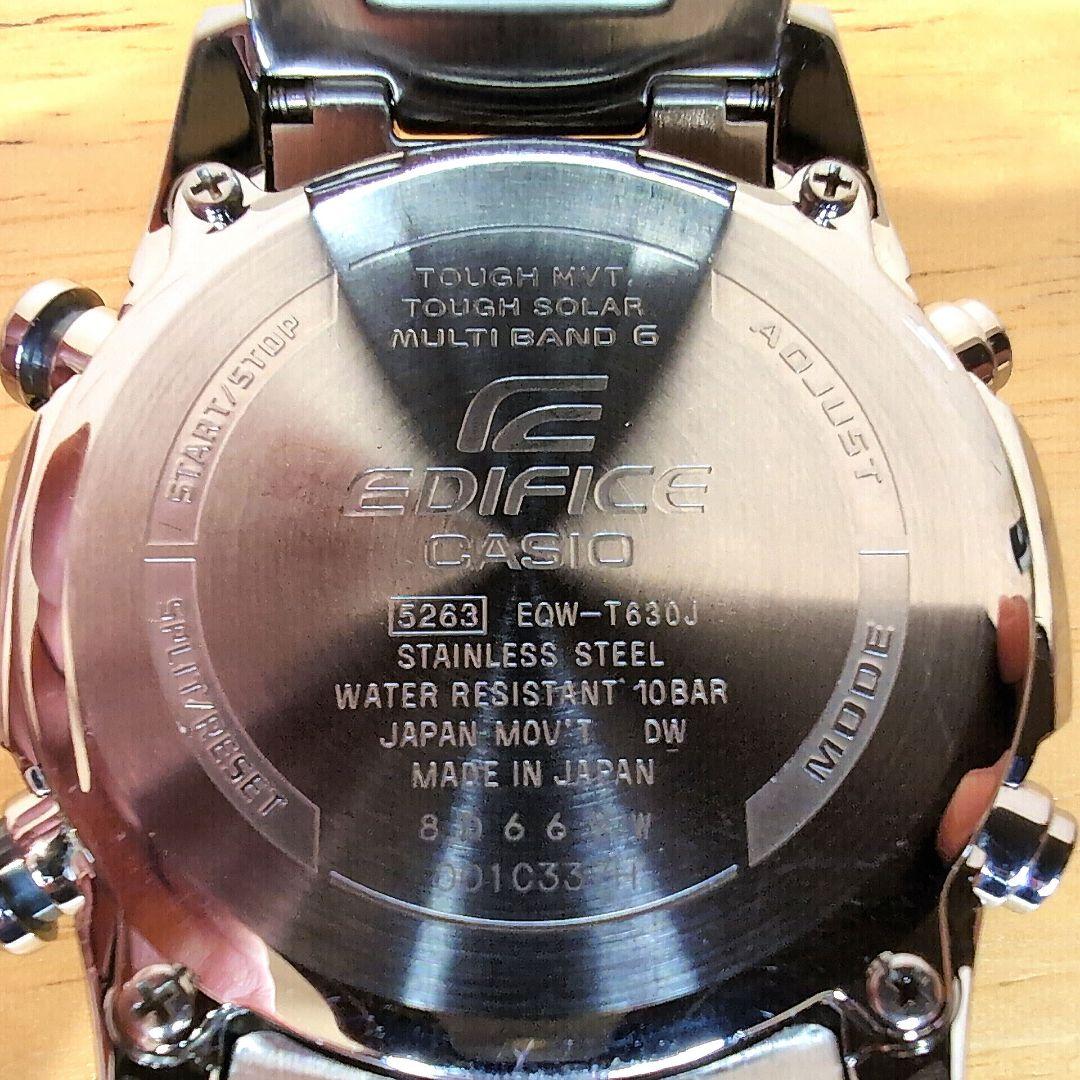 TOUGH MVT.
TOUGH SOLAR
MULTI BAND 6
START/STOP
ADJUST
EDIFICE
CASIO
5263 EQW-T630J
STAINLESS STEEL
WATER RESISTANT 10BAR
JAPAN MOV'T DW
MADE IN JAPAN
SPLIT/RESET
MODE